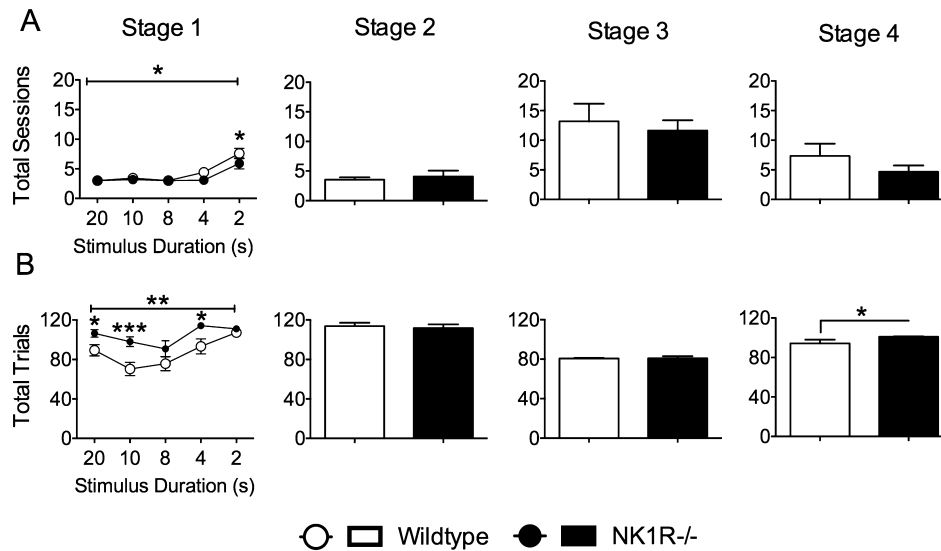 A
Stage 1
Stage 2
Stage 3
Stage 4
Total Sessions
20
15
10
5
0
*
*
20 10 8 4 2
Stimulus Duration (s)
20
15
10
5
0
20
15
10
5
0
20
15
10
5
0
B
Total Trials
120
80
40
0
**
* *** *
20 10 8 4 2
Stimulus Duration (s)
120
80
40
0
120
80
40
0
120
80
40
0
*
Wildtype NK1R-/-